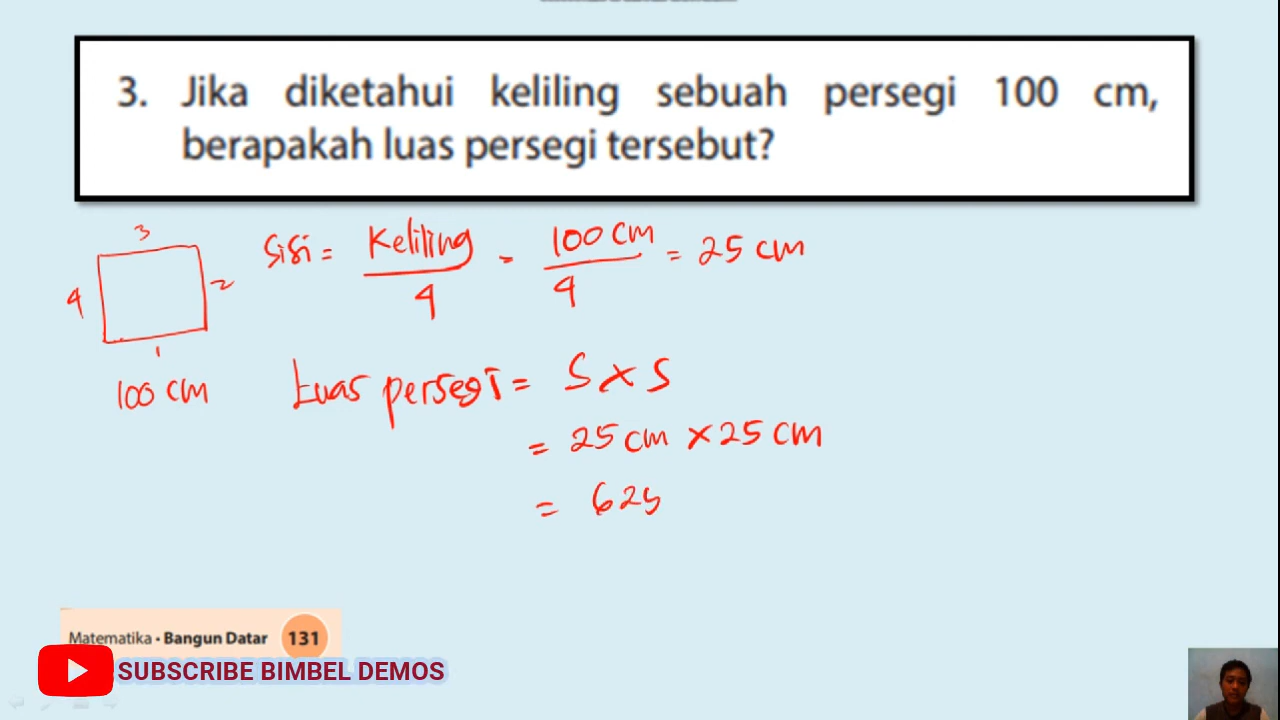 3. Jika diketahui keliling sebuah persegi 100 cm,
berapakah luas persegi tersebut?
3
4
2
1
100 cm
Sisi = Keliling / 4 = 100 cm / 4 = 25 cm
Luas persegi = S × S
= 25 cm × 25 cm
= 625
Matematika • Bangun Datar 131
SUBSCRIBE BIMBEL DEMOS